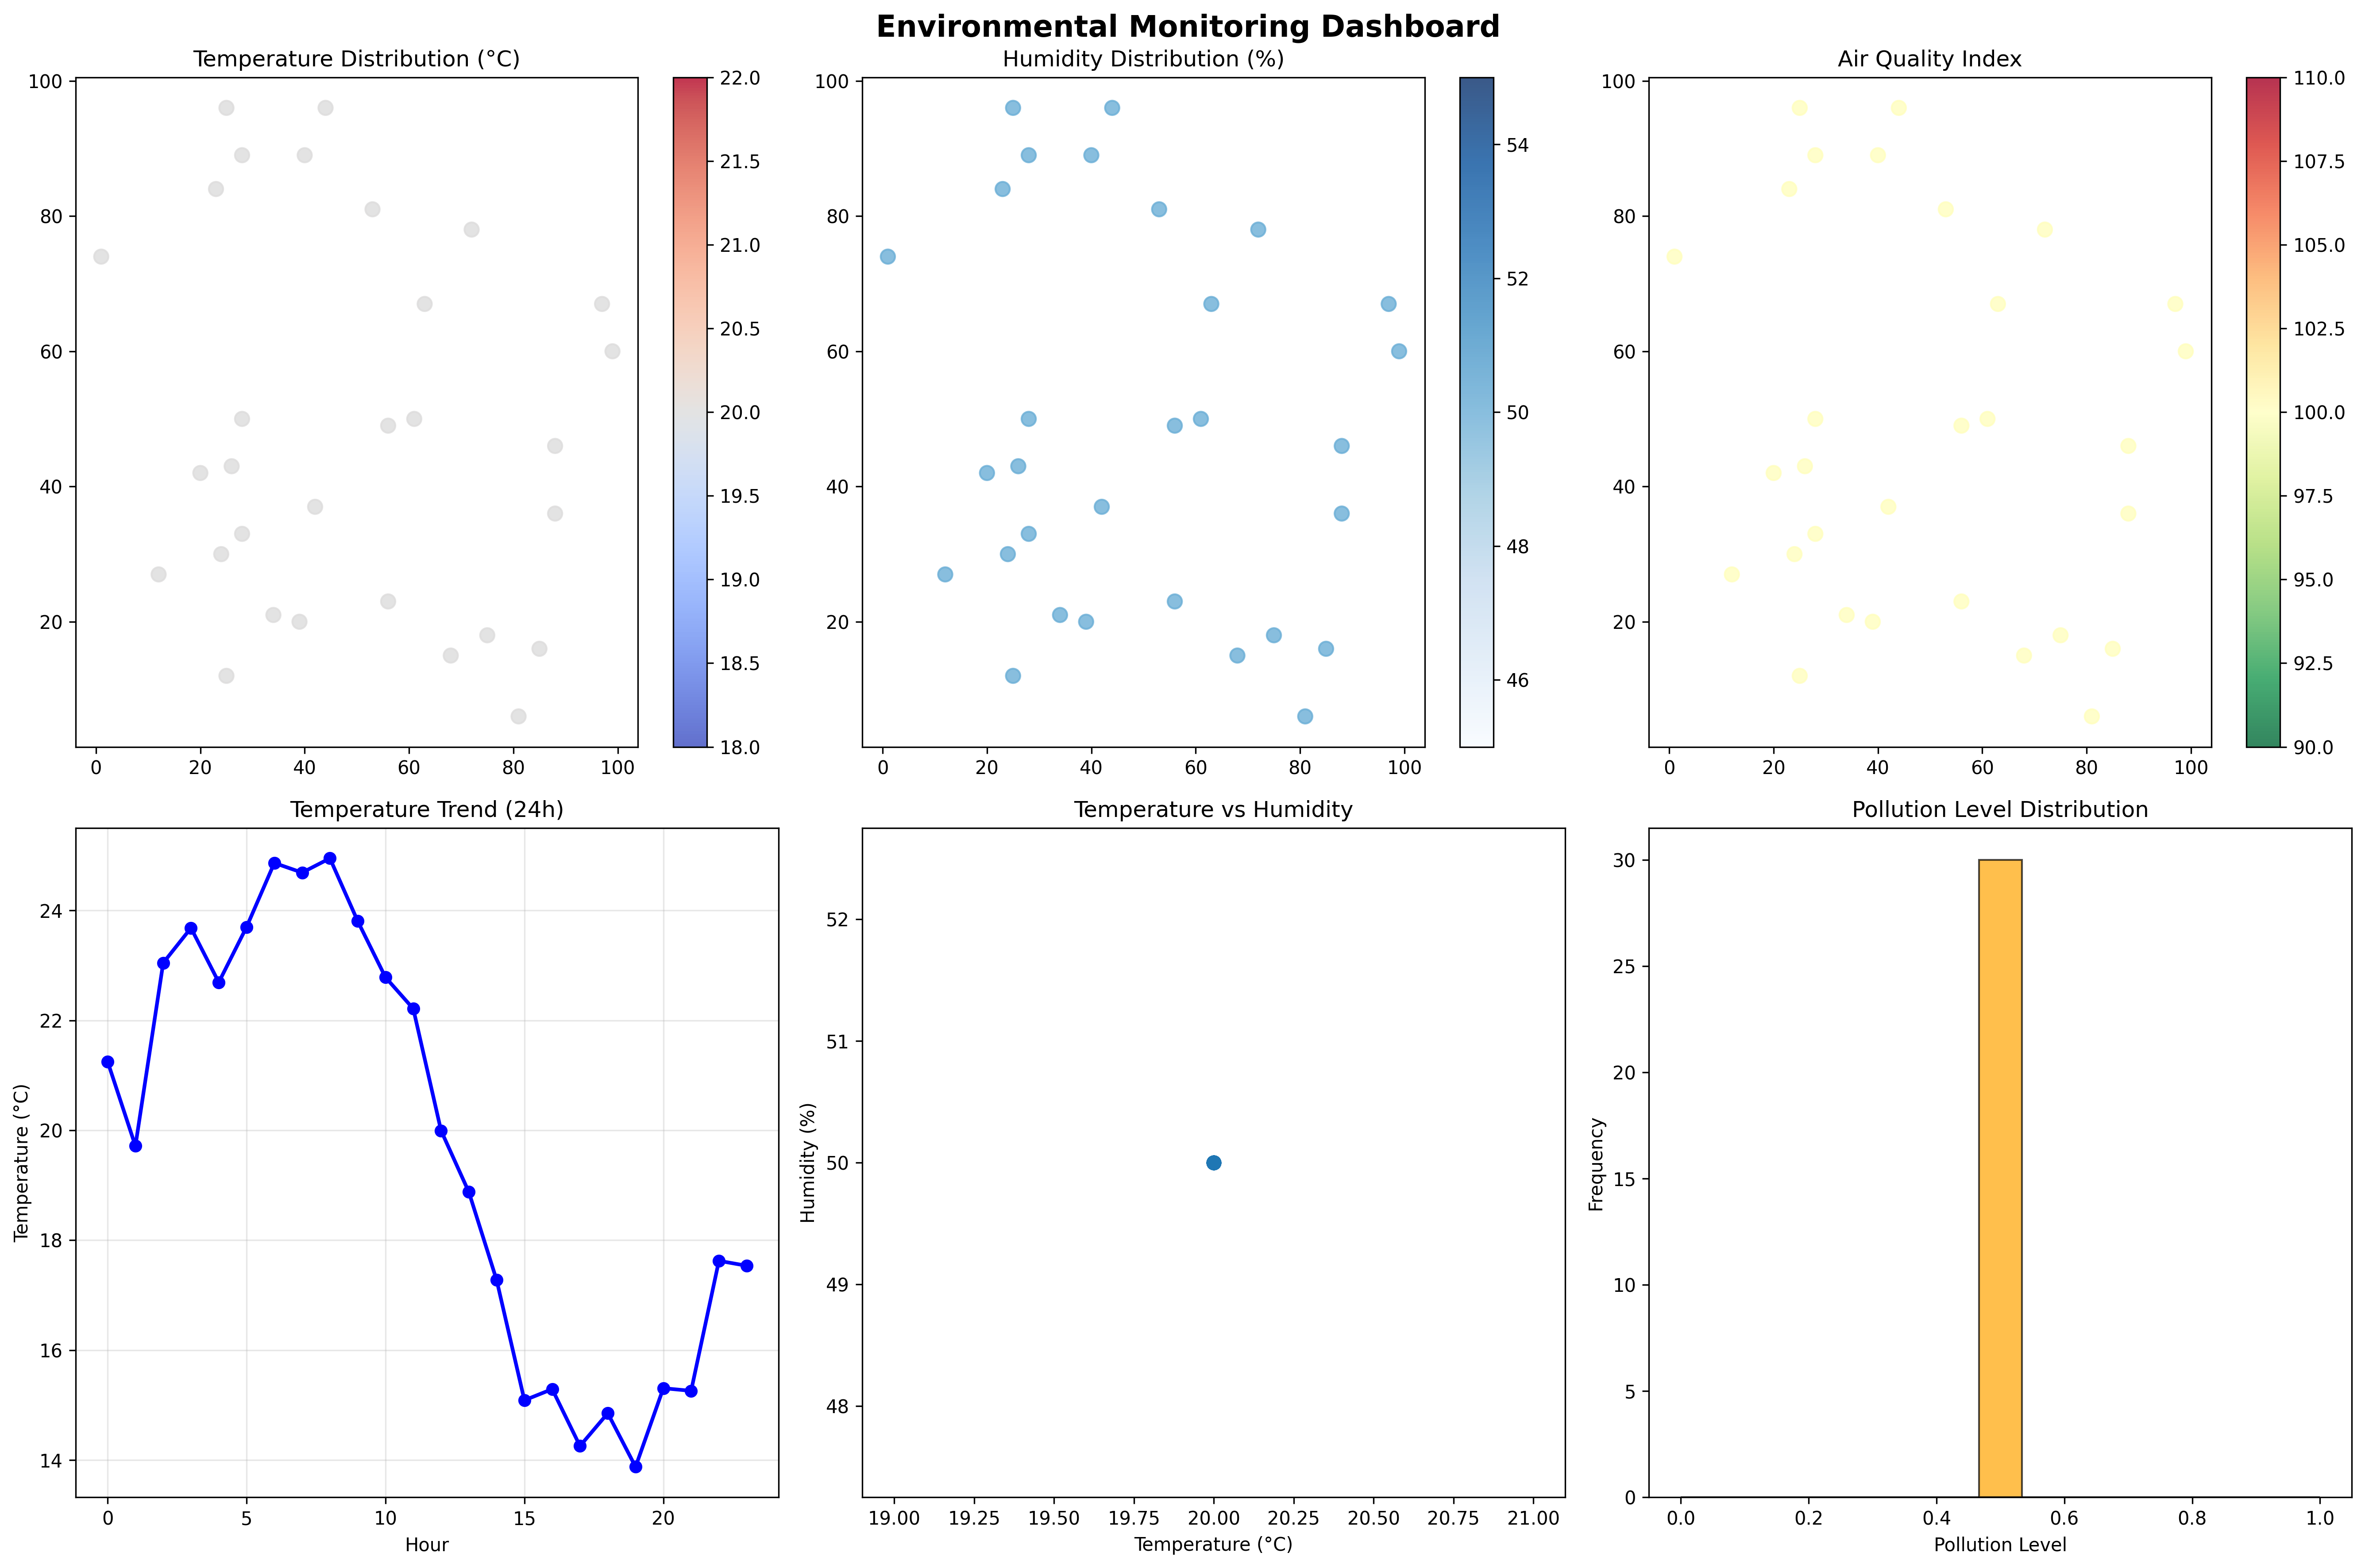 Environmental Monitoring Dashboard
Temperature Distribution (°C)
100
80
60
40
20
0 20 40 60 80 100
22.0
21.5
21.0
20.5
20.0
19.5
19.0
18.5
18.0
Humidity Distribution (%)
100
80
60
40
20
0 20 40 60 80 100
54
52
50
48
46
Air Quality Index
100
80
60
40
20
0 20 40 60 80 100
110.0
107.5
105.0
102.5
100.0
97.5
95.0
92.5
90.0
Temperature Trend (24h)
Temperature (°C)
24
22
20
18
16
14
0 5 10 15 20
Hour
Temperature vs Humidity
Humidity (%)
52
51
50
49
48
19.00 19.25 19.50 19.75 20.00 20.25 20.50 20.75 21.00
Temperature (°C)
Pollution Level Distribution
Frequency
30
25
20
15
10
5
0
0.0 0.2 0.4 0.6 0.8 1.0
Pollution Level